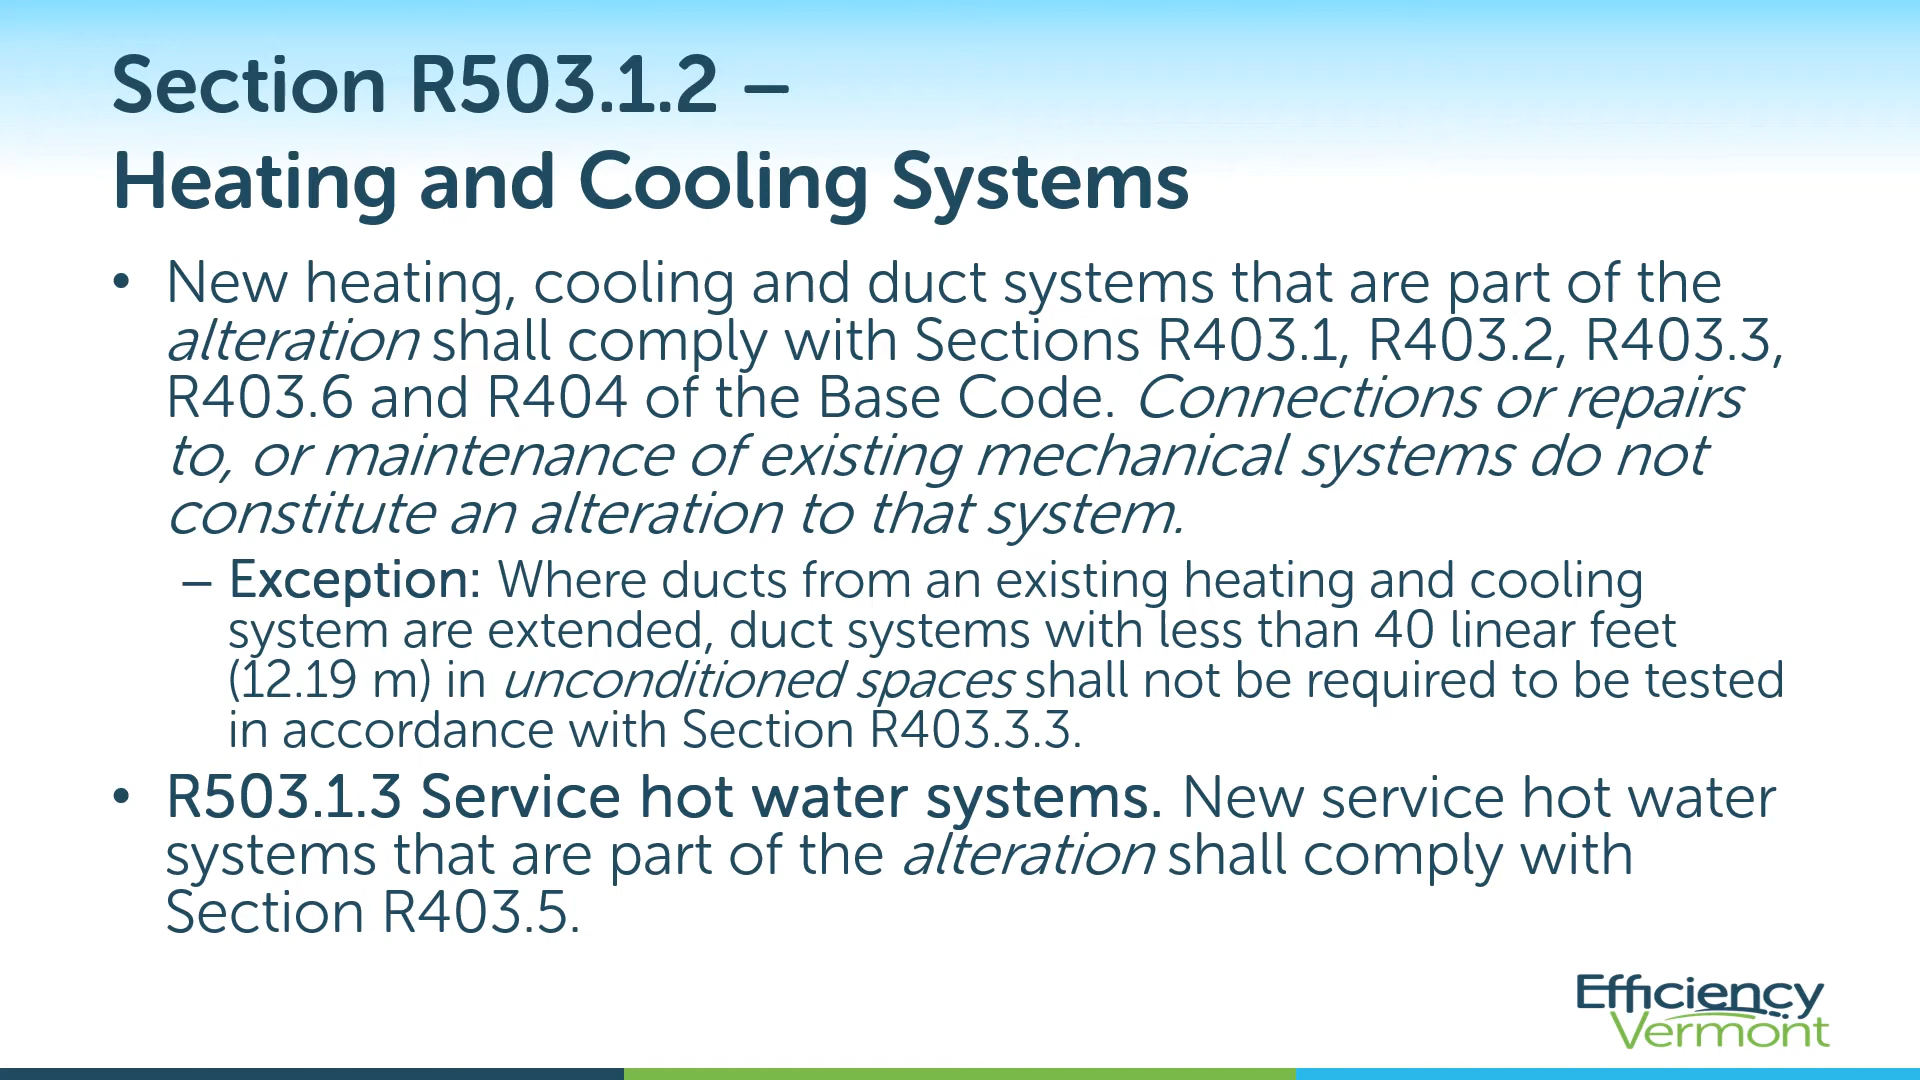 Section R503.1.2 –
Heating and Cooling Systems
• New heating, cooling and duct systems that are part of the
alteration shall comply with Sections R403.1, R403.2, R403.3,
R403.6 and R404 of the Base Code. Connections or repairs
to, or maintenance of existing mechanical systems do not
constitute an alteration to that system.
– Exception: Where ducts from an existing heating and cooling
system are extended, duct systems with less than 40 linear feet
(12.19 m) in unconditioned spaces shall not be required to be tested
in accordance with Section R403.3.3.
• R503.1.3 Service hot water systems. New service hot water
systems that are part of the alteration shall comply with
Section R403.5.
Efficiency
Vermont